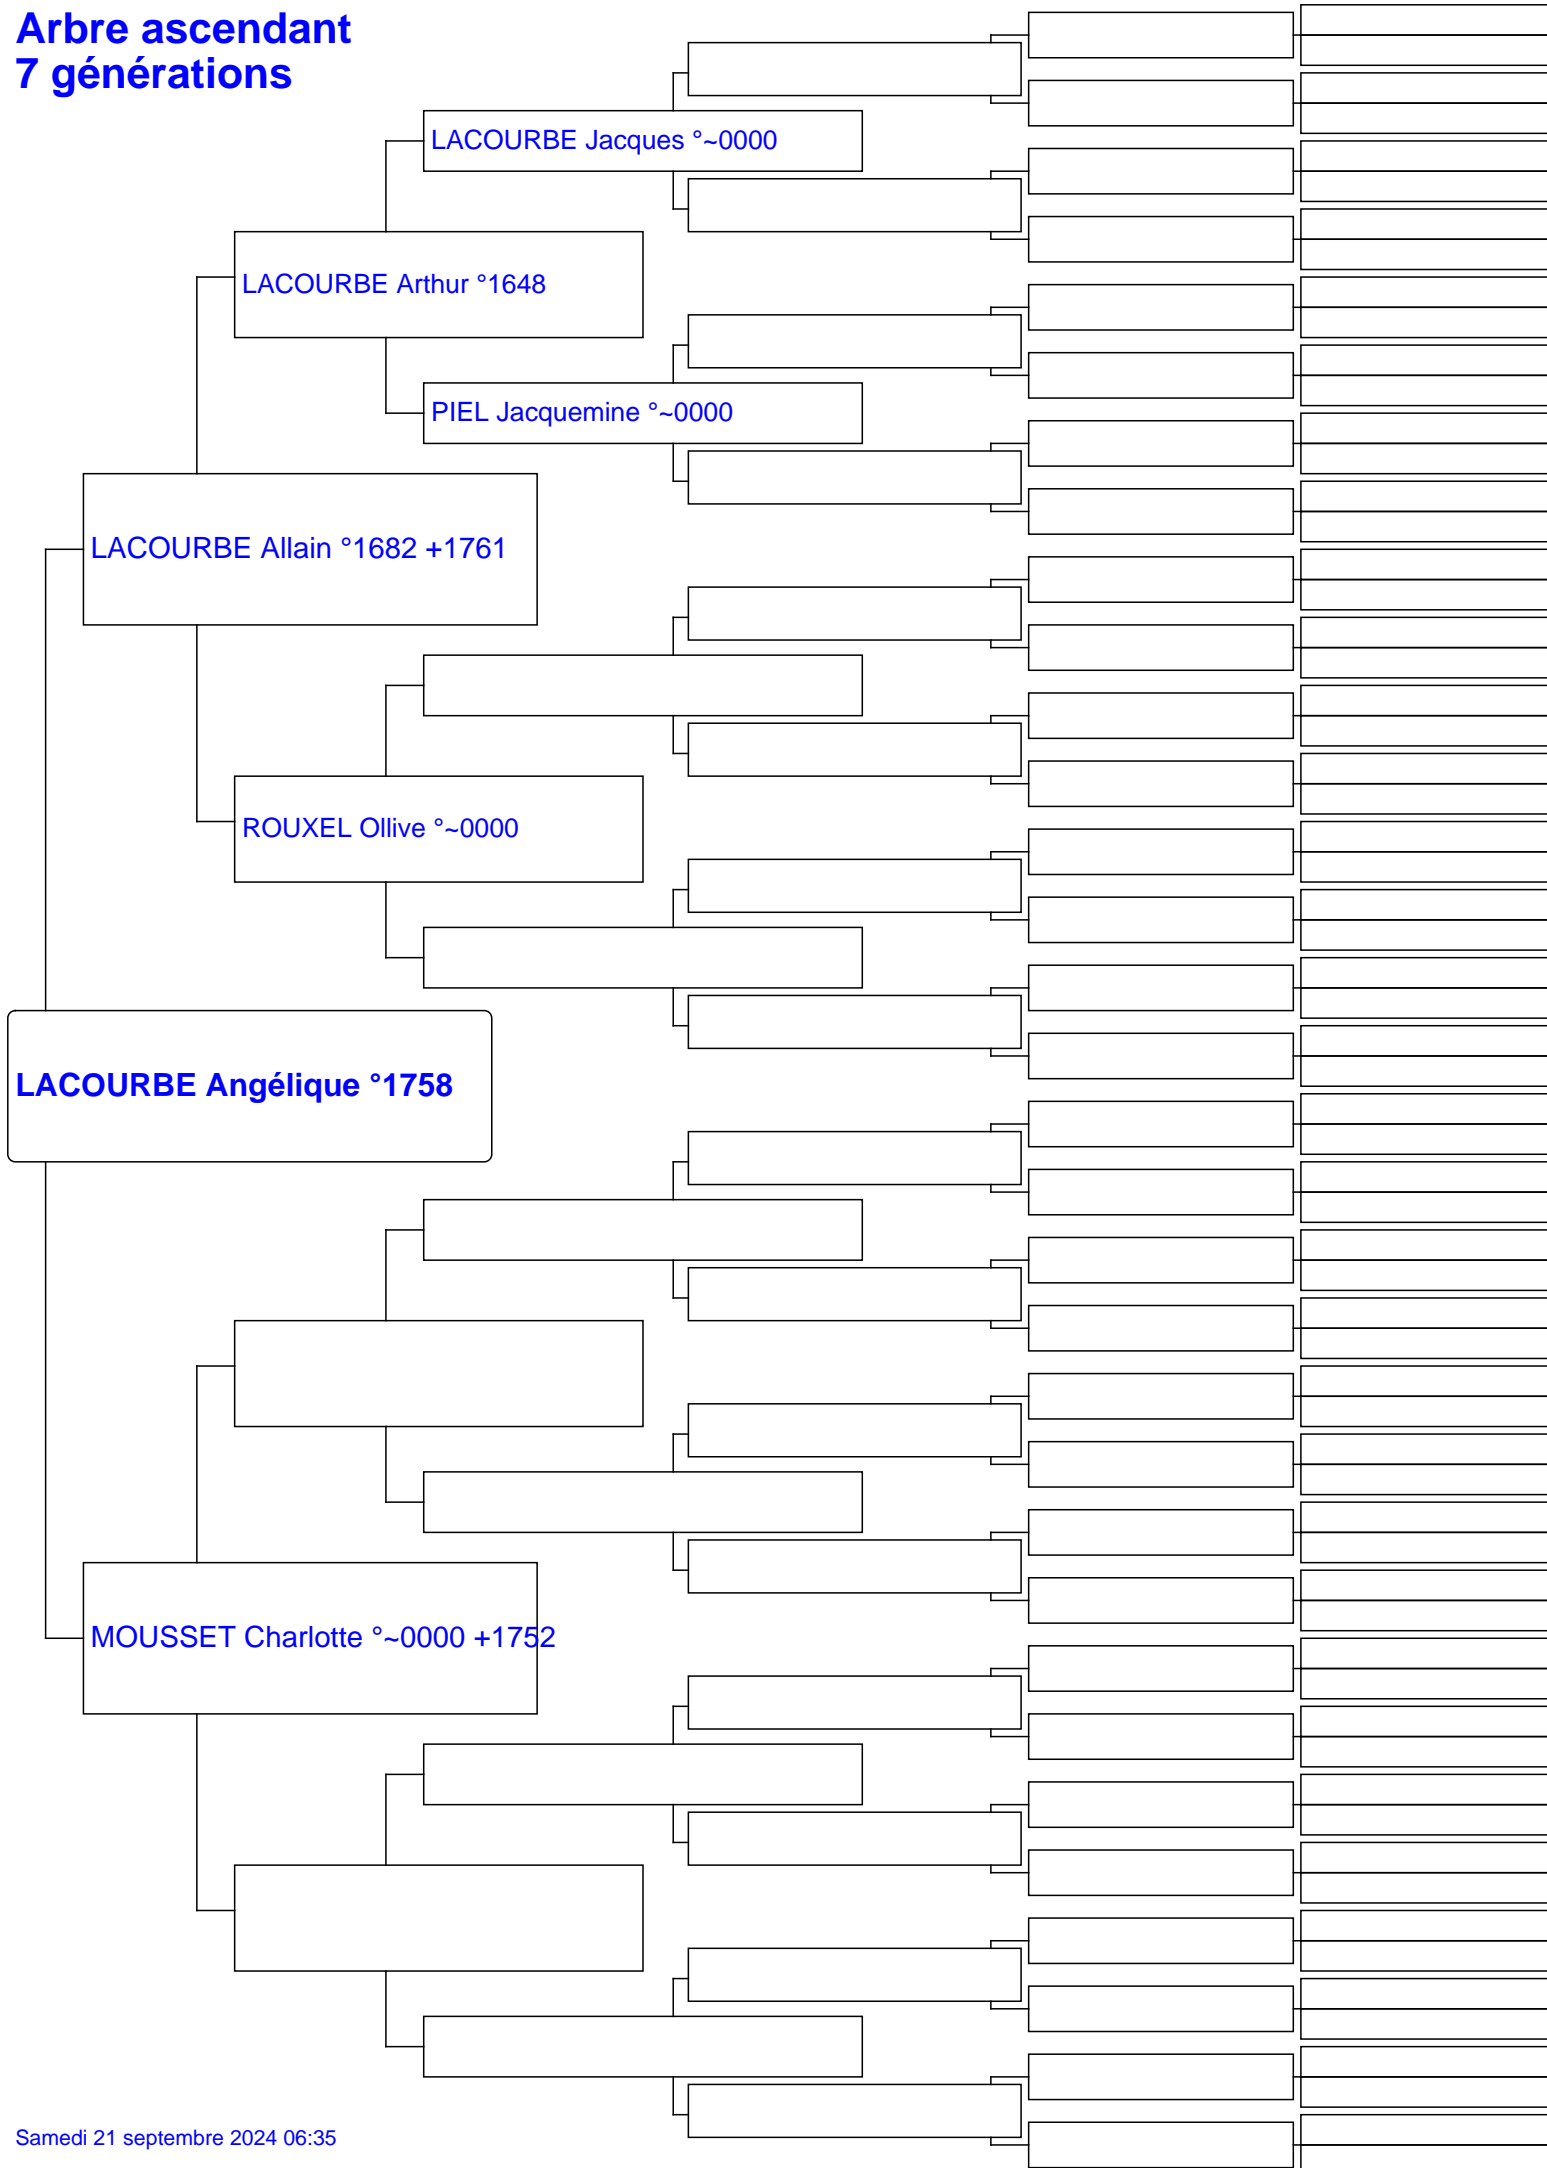 Arbre ascendant
7 générations
LACOURBE Jacques °~0000
LACOURBE Arthur °1648
PIEL Jacquemine °~0000
LACOURBE Allain °1682 +1761
ROUXEL Ollive °~0000
LACOURBE Angélique °1758
MOUSSET Charlotte °~0000 +1752
Samedi 21 septembre 2024 06:35